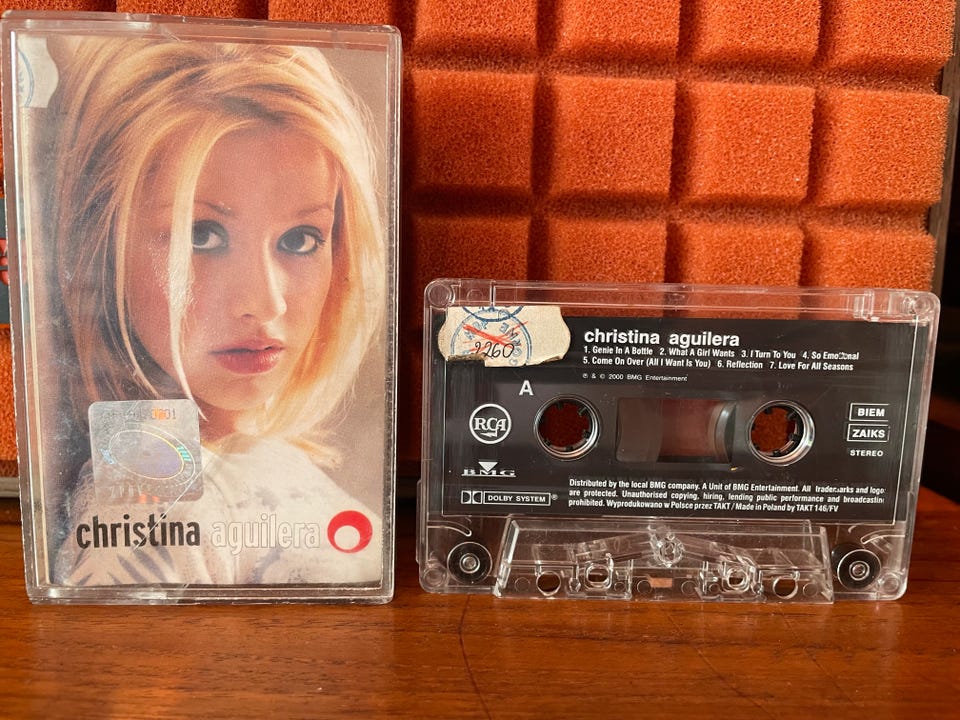 christina aguilera
christina aguilera
1. Genie In A Bottle 2. What A Girl Wants 3. I Turn To You 4. So Emotional
5. Come On Over (All I Want Is You) 6. Reflection 7. Love For All Seasons
℗ & © 2000 BMG Entertainment
2260
A
RCA
BMG
BIEM
ZAIKS
STEREO
DOLBY SYSTEM®
Distributed by the local BMG company. A Unit of BMG Entertainment. All trademarks and logo
are protected. Unauthorised copying, hiring, lending public performance and broadcastin
prohibited. Wyprodukowano w Polsce przez TAKT / Made in Poland by TAKT 146/FV